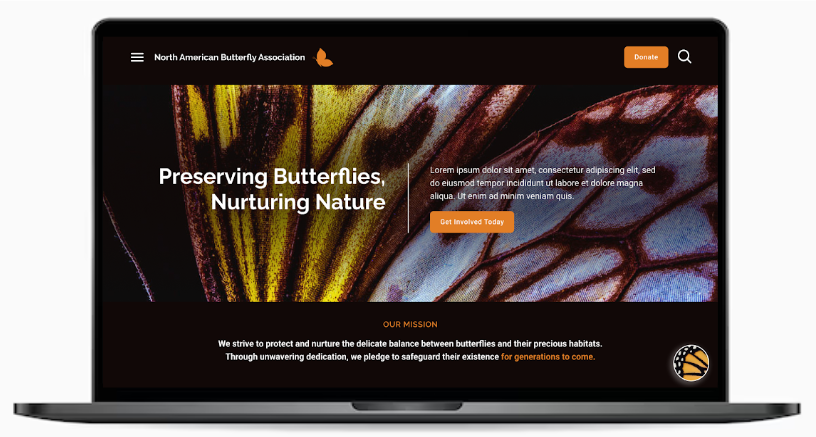 North American Butterfly Association
Donate
Preserving Butterflies,
Nurturing Nature
Lorem ipsum dolor sit amet, consectetur adipiscing elit, sed
do eiusmod tempor incididunt ut labore et dolore magna
aliqua. Ut enim ad minim veniam quis.
Get Involved Today
OUR MISSION
We strive to protect and nurture the delicate balance between butterflies and their precious habitats.
Through unwavering dedication, we pledge to safeguard their existence for generations to come.